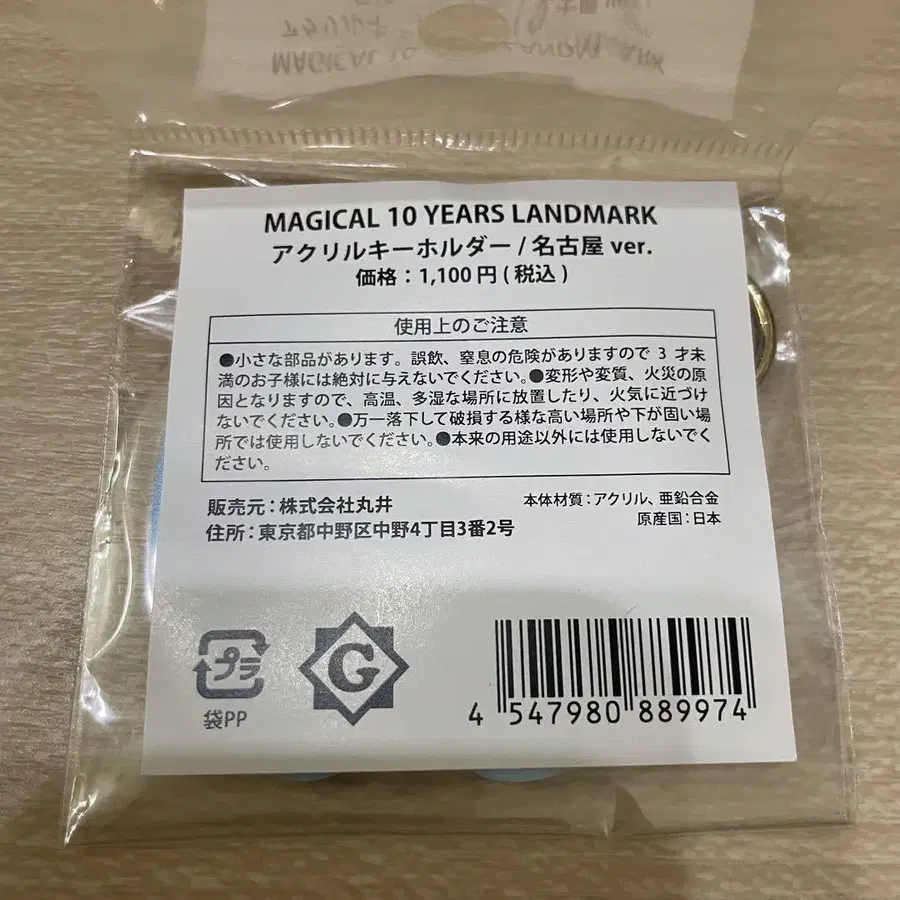 MAGICAL 10 YEARS LANDMARK
アクリルキーホルダー / 名古屋 ver.
価格：1,100 円 ( 税込 )
使用上のご注意
●小さな部品があります。誤飲、窒息の危険がありますので 3 才未
満のお子様には絶対に与えないでください。●変形や変質、火災の原
因となりますので、高温、多湿な場所に放置したり、火気に近づけ
ないでください。●万一落下して破損する様な高い場所や下が固い場
所では使用しないでください。●本来の用途以外には使用しないでく
ださい。
販売元：株式会社丸井
住所：東京都中野区中野4丁目3番2号
本体材質：アクリル、亜鉛合金
原産国：日本
プラ
袋PP
G
4 547980 889974